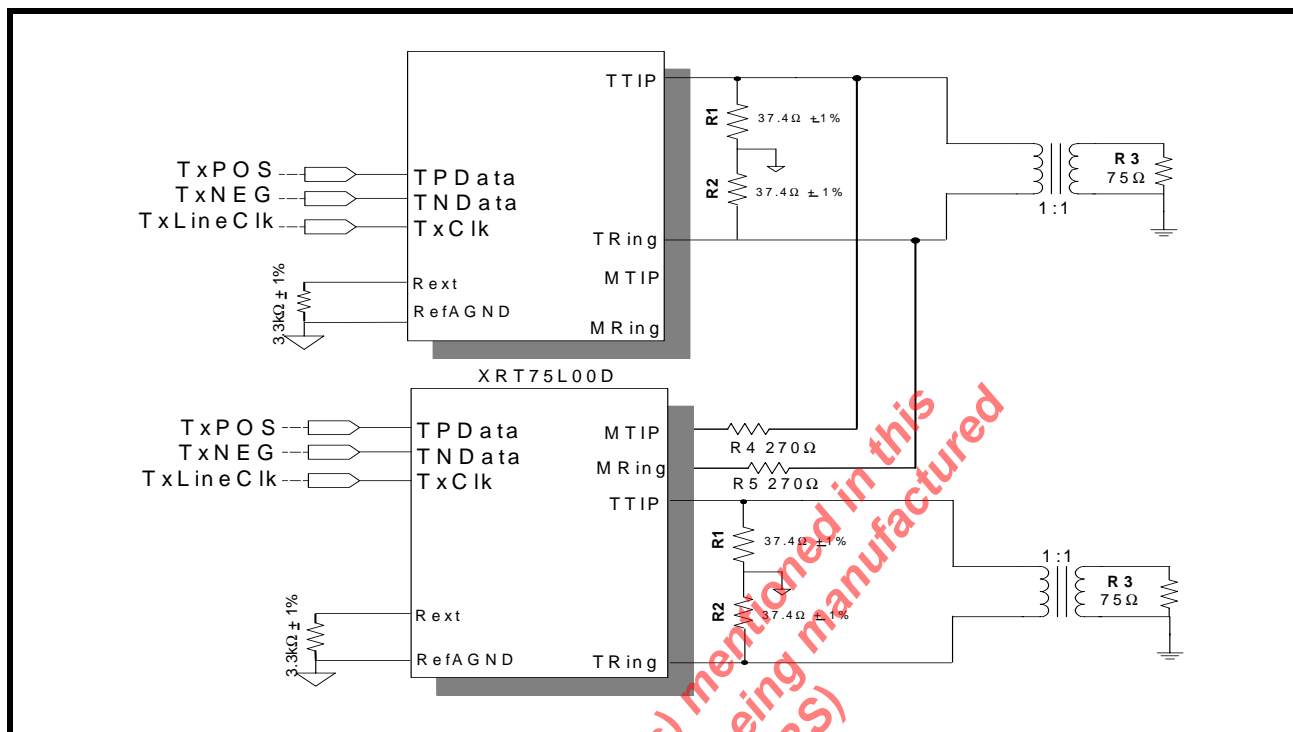 TTIP
R1
37.4Ω ±1%
TxPOS
TPData
TxNEG
TNData
R2
37.4Ω ±1%
R3
75Ω
TxLineClk
TxClk
1:1
TRing
3.3kΩ ± 1%
Rext
MTIP
RefAGND
MRing
XRT75L00D
TxPOS
TPData
MTIP
R4 270Ω
TxNEG
TNData
MRing
TxLineClk
TxClk
R5 270Ω
TTIP
R1
37.4Ω ±1%
1:1
R3
75Ω
3.3kΩ ± 1%
Rext
R2
37.4Ω ±1%
RefAGND
TRing
s) mentioned in this
eing manufactured
S)